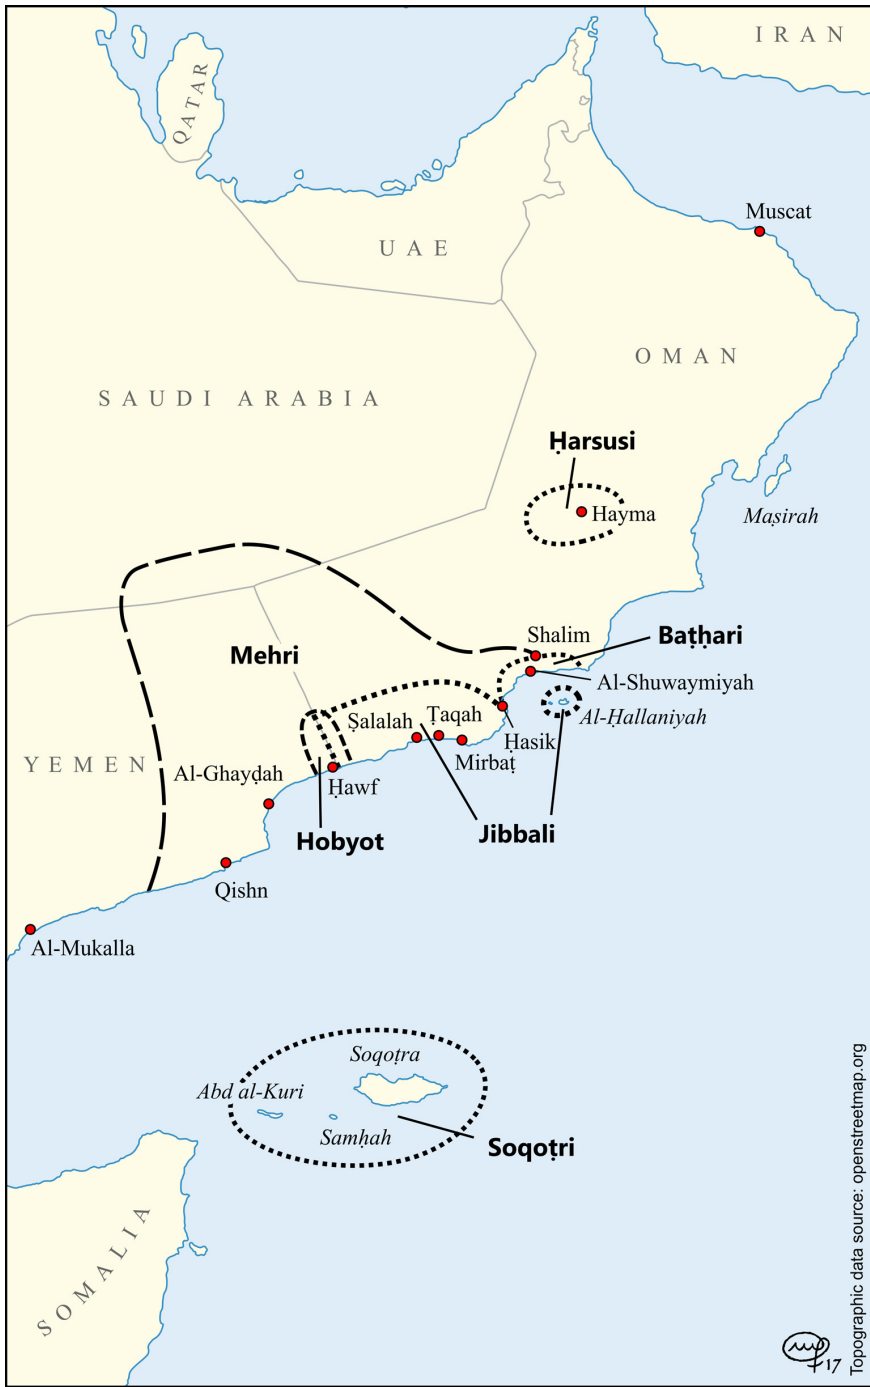 IRAN
QATAR
Muscat
UAE
OMAN
SAUDI ARABIA
Ḥarsusi
Hayma
Maṣirah
Shalim
Baṭḥari
Mehri
Al-Shuwaymiyah
Ṣalalah
Ṭaqah
Al-Ḥallaniyah
Ḥasik
Mirbaṭ
YEMEN
Al-Ghayḍah
Ḥawf
Hobyot
Jibbali
Qishn
Al-Mukalla
Soqoṭra
Abd al-Kuri
Samḥah
Soqoṭri
SOMALIA
Topographic data source: openstreetmap.org
17